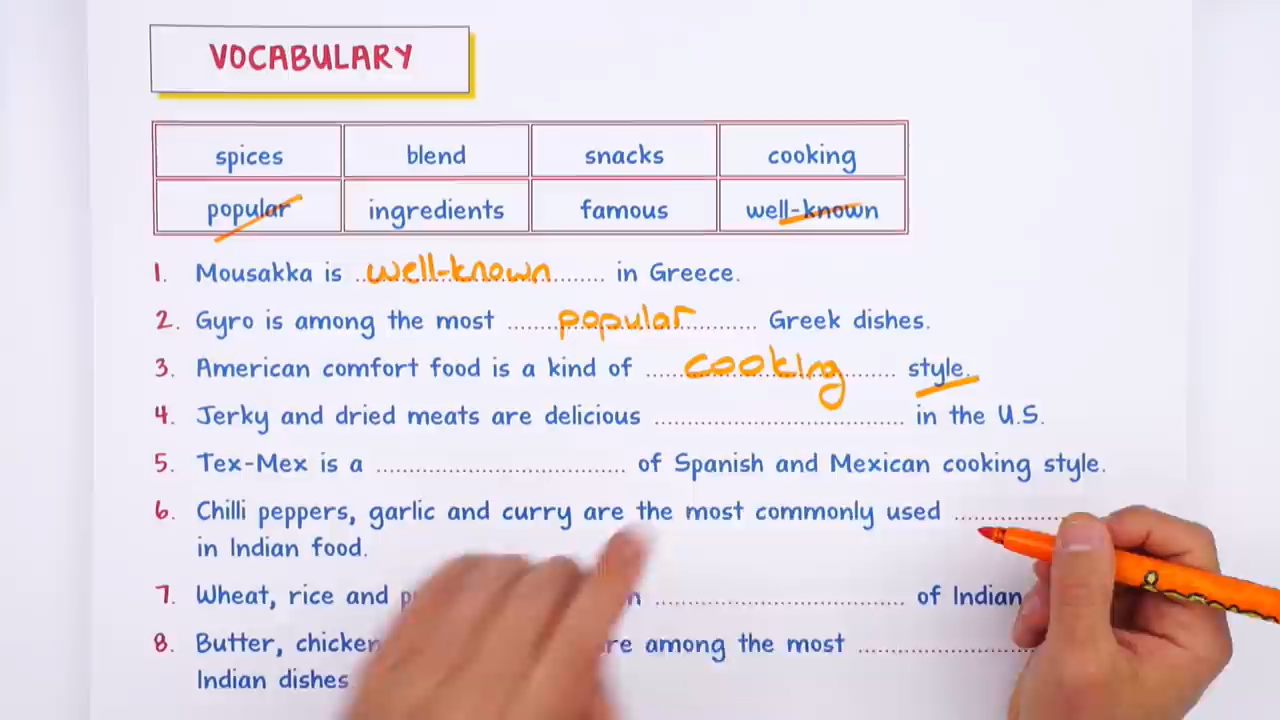 VOCABULARY
spices blend snacks cooking
popular ingredients famous well-known
1. Mousakka is well-known in Greece.
2. Gyro is among the most popular Greek dishes.
3. American comfort food is a kind of cooking style.
4. Jerky and dried meats are delicious .................................... in the U.S.
5. Tex-Mex is a .................................... of Spanish and Mexican cooking style.
6. Chilli peppers, garlic and curry are the most commonly used ..................
in Indian food.
7. Wheat, rice and .................................... of Indian
8. Butter, chicken are among the most ..........................
Indian dishes